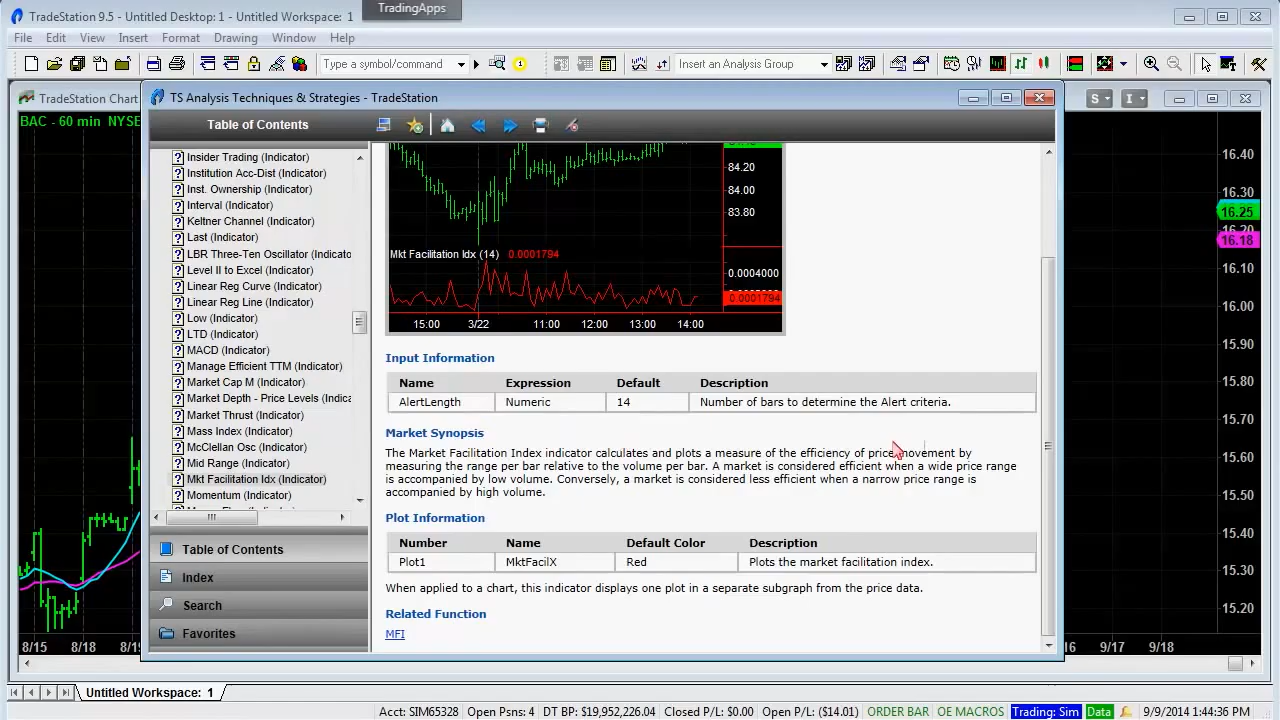 TradeStation 9.5 - Untitled Desktop: 1 - Untitled Workspace: 1
TradingApps
File Edit View Insert Format Drawing Window Help
Type a symbol/command
Insert an Analysis Group
TradeStation Chart
TS Analysis Techniques & Strategies - TradeStation
S I
BAC - 60 min NYSE
Table of Contents
Insider Trading (Indicator)
Institution Acc-Dist (Indicator)
Inst. Ownership (Indicator)
Interval (Indicator)
Keltner Channel (Indicator)
Last (Indicator)
LBR Three-Ten Oscillator (Indicato
Level II to Excel (Indicator)
Linear Reg Curve (Indicator)
Linear Reg Line (Indicator)
Low (Indicator)
LTD (Indicator)
MACD (Indicator)
Manage Efficient TTM (Indicator)
Market Cap M (Indicator)
Market Depth - Price Levels (Indica
Market Thrust (Indicator)
Mass Index (Indicator)
McClellan Osc (Indicator)
Mid Range (Indicator)
Mkt Facilitation Idx (Indicator)
Momentum (Indicator)
Table of Contents
Index
Search
Favorites
84.20
84.00
83.80
Mkt Facilitation Idx (14) 0.0001794
0.0004000
0.0001794
15:00 3/22 11:00 12:00 13:00 14:00
Input Information
Name Expression Default Description
AlertLength Numeric 14 Number of bars to determine the Alert criteria.
Market Synopsis
The Market Facilitation Index indicator calculates and plots a measure of the efficiency of price movement by
measuring the range per bar relative to the volume per bar. A market is considered efficient when a wide price range
is accompanied by low volume. Conversely, a market is considered less efficient when a narrow price range is
accompanied by high volume.
Plot Information
Number Name Default Color Description
Plot1 MktFacilX Red Plots the market facilitation index.
When applied to a chart, this indicator displays one plot in a separate subgraph from the price data.
Related Function
MFI
16.40
16.30
16.25
16.20
16.18
16.10
16.00
15.90
15.80
15.70
15.60
15.50
15.40
15.30
15.20
8/15 8/18 8/19
16 9/17 9/18
Untitled Workspace: 1
Acct: SIM65328 Open Psns: 4 DT BP: $19,952,226.04 Closed P/L: $0.00 Open P/L: ($14.01) ORDER BAR OE MACROS Trading: Sim Data 9/9/2014 1:44:36 PM